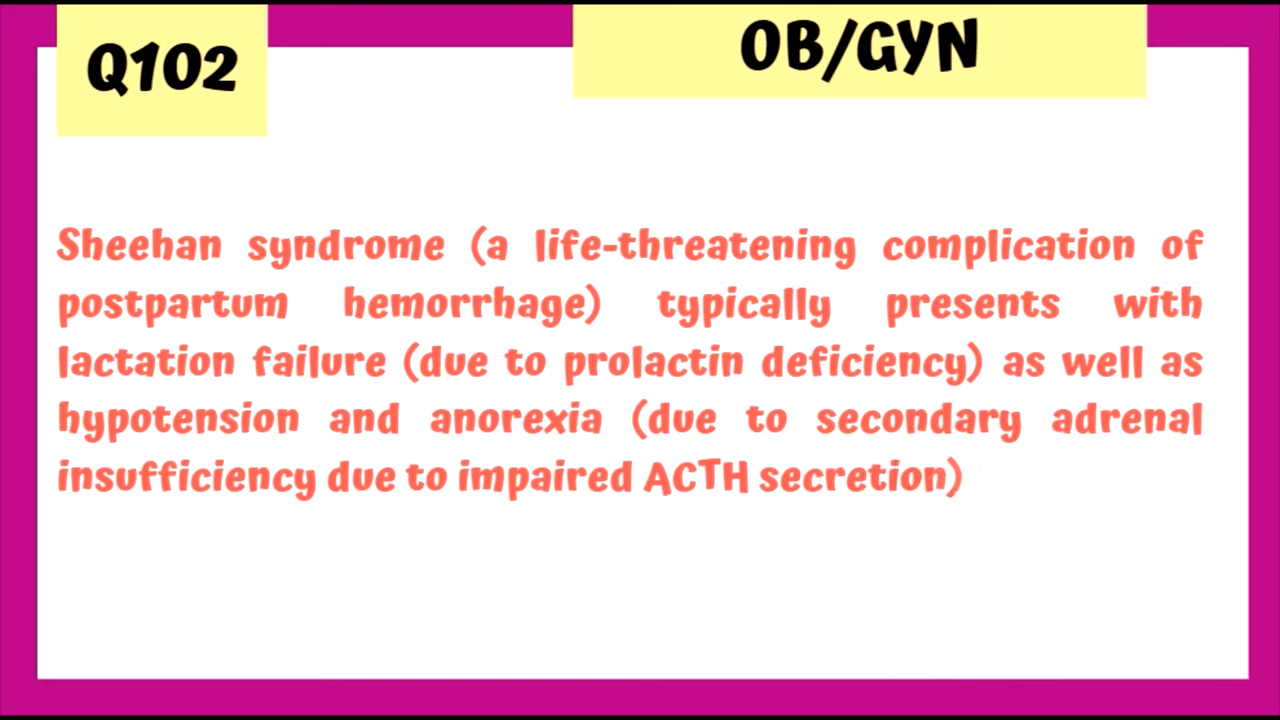 Q102
OB/GYN
Sheehan syndrome (a life-threatening complication of
postpartum hemorrhage) typically presents with
lactation failure (due to prolactin deficiency) as well as
hypotension and anorexia (due to secondary adrenal
insufficiency due to impaired ACTH secretion)